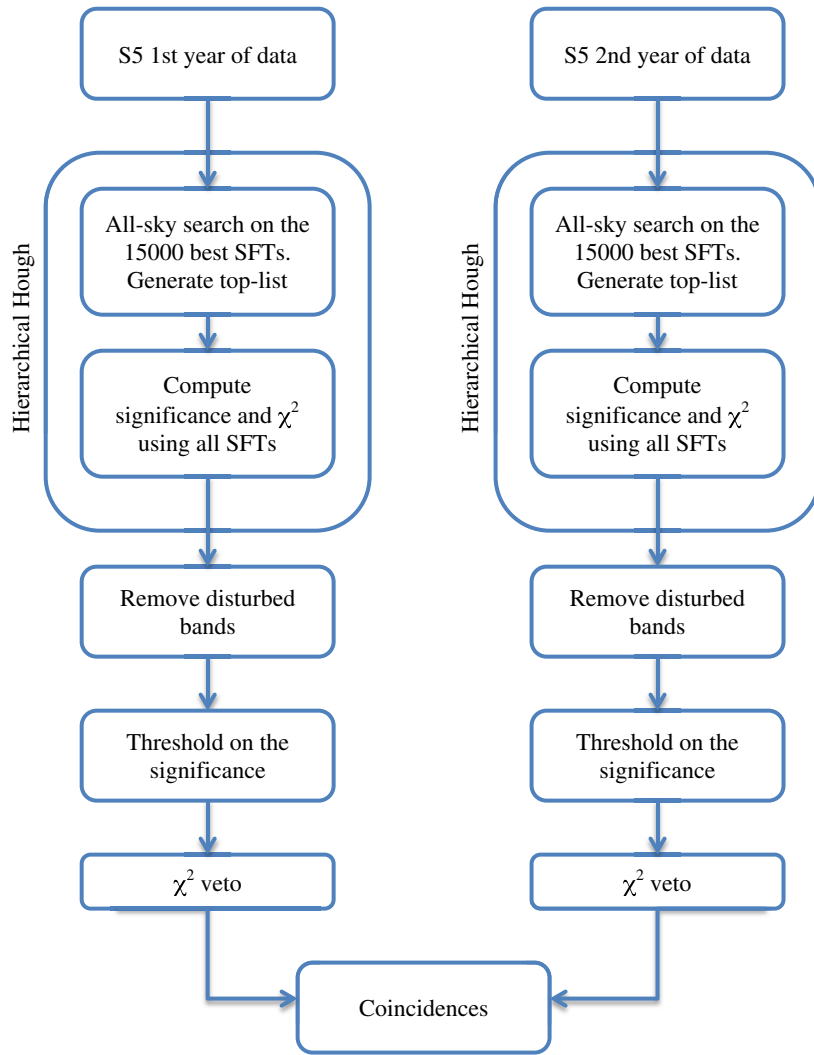 S5 1st year of data
Hierarchical Hough
All-sky search on the
15000 best SFTs.
Generate top-list
Compute
significance and χ²
using all SFTs
Remove disturbed
bands
Threshold on the
significance
χ² veto
S5 2nd year of data
Hierarchical Hough
All-sky search on the
15000 best SFTs.
Generate top-list
Compute
significance and χ²
using all SFTs
Remove disturbed
bands
Threshold on the
significance
χ² veto
Coincidences